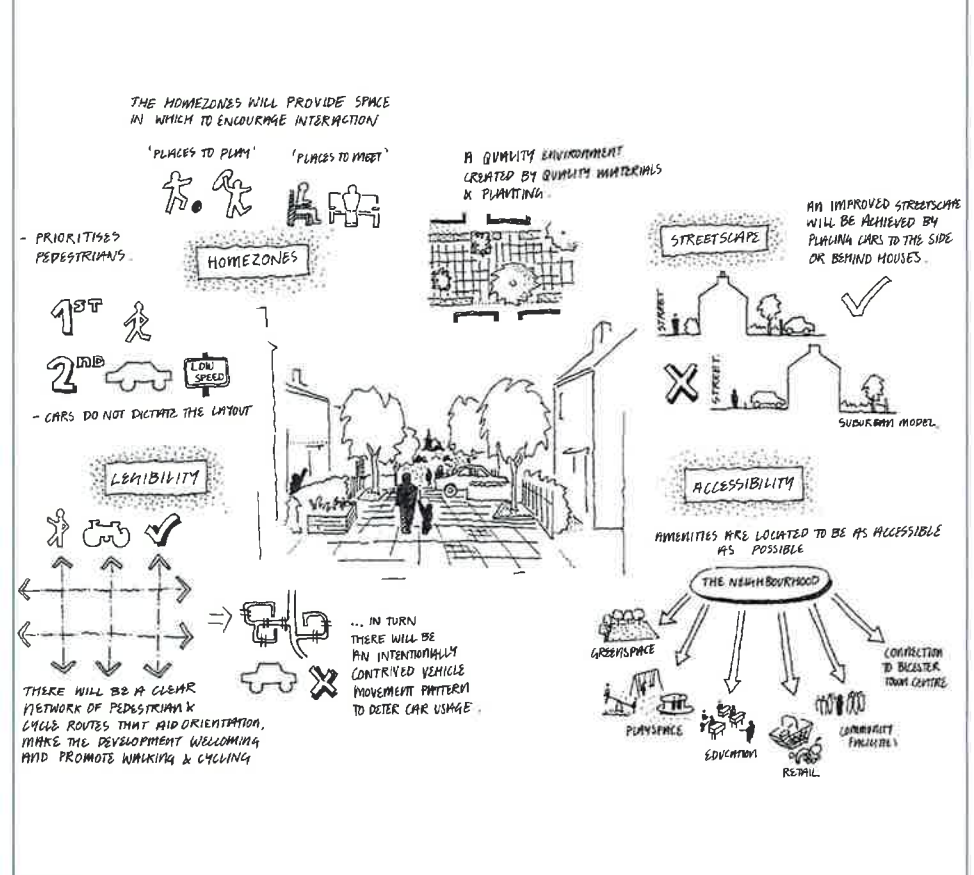 THE HOMEZONES WILL PROVIDE SPACE
IN WHICH TO ENCOURAGE INTERACTION
'PLACES TO PLAY'
'PLACES TO MEET'
- PRIORITISES
PEDESTRIANS.
HOMEZONES
1ST
2ND
LOW
SPEED
- CARS DO NOT DICTATE THE LAYOUT
A QUALITY ENVIRONMENT
CREATED BY QUALITY MATERIALS
& PLANTING.
STREETSCAPE
AN IMPROVED STREETSCAPE
WILL BE ACHIEVED BY
PLACING CARS TO THE SIDE
OR BEHIND HOUSES.
STREET
STREET
SUBURBAN MODEL.
LEGIBILITY
THERE WILL BE A CLEAR
NETWORK OF PEDESTRIAN &
CYCLE ROUTES THAT AID ORIENTATION,
MAKE THE DEVELOPMENT WELCOMING
AND PROMOTE WALKING & CYCLING
... IN TURN
THERE WILL BE
AN INTENTIONALLY
CONTRIVED VEHICLE
MOVEMENT PATTERN
TO DETER CAR USAGE.
ACCESSIBILITY
AMENITIES ARE LOCATED TO BE AS ACCESSIBLE
AS POSSIBLE
THE NEIGHBOURHOOD
GREENSPACE
PLAYSPACE
EDUCATION
RETAIL
COMMUNITY
FACILITIES
CONNECTION
TO BICESTER
TOWN CENTRE